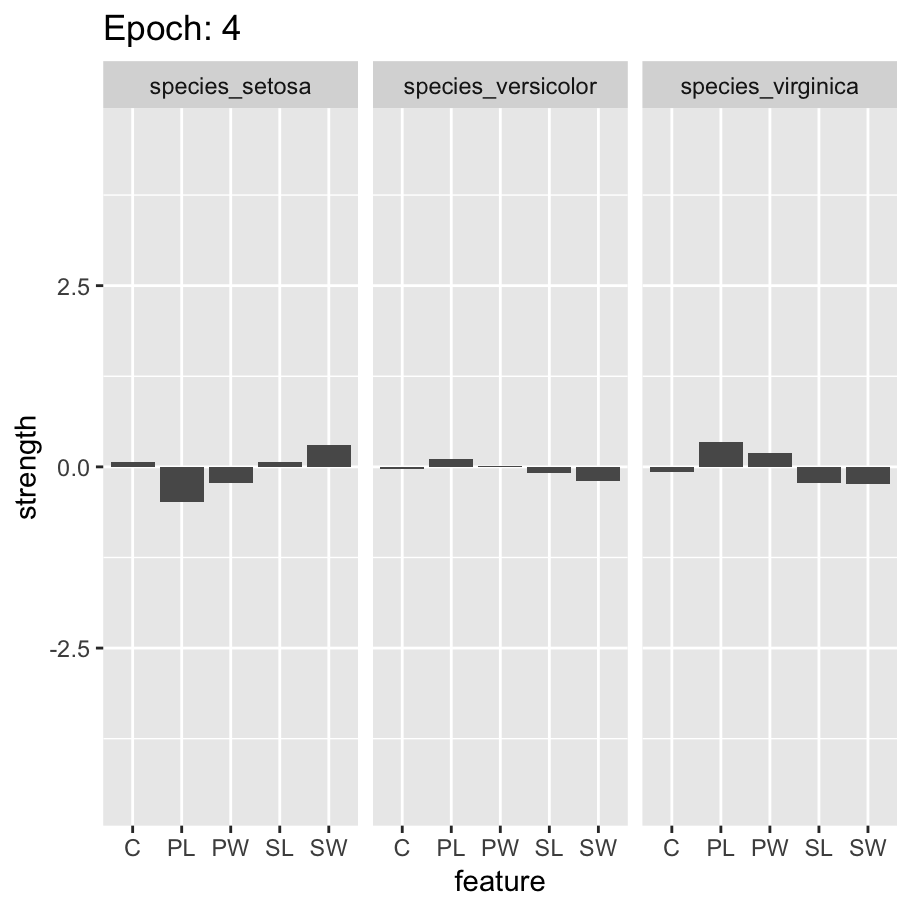 Epoch: 4
species_setosa species_versicolor species_virginica
2.5
0.0
-2.5
strength
C PL PW SL SW C PL PW SL SW C PL PW SL SW
feature